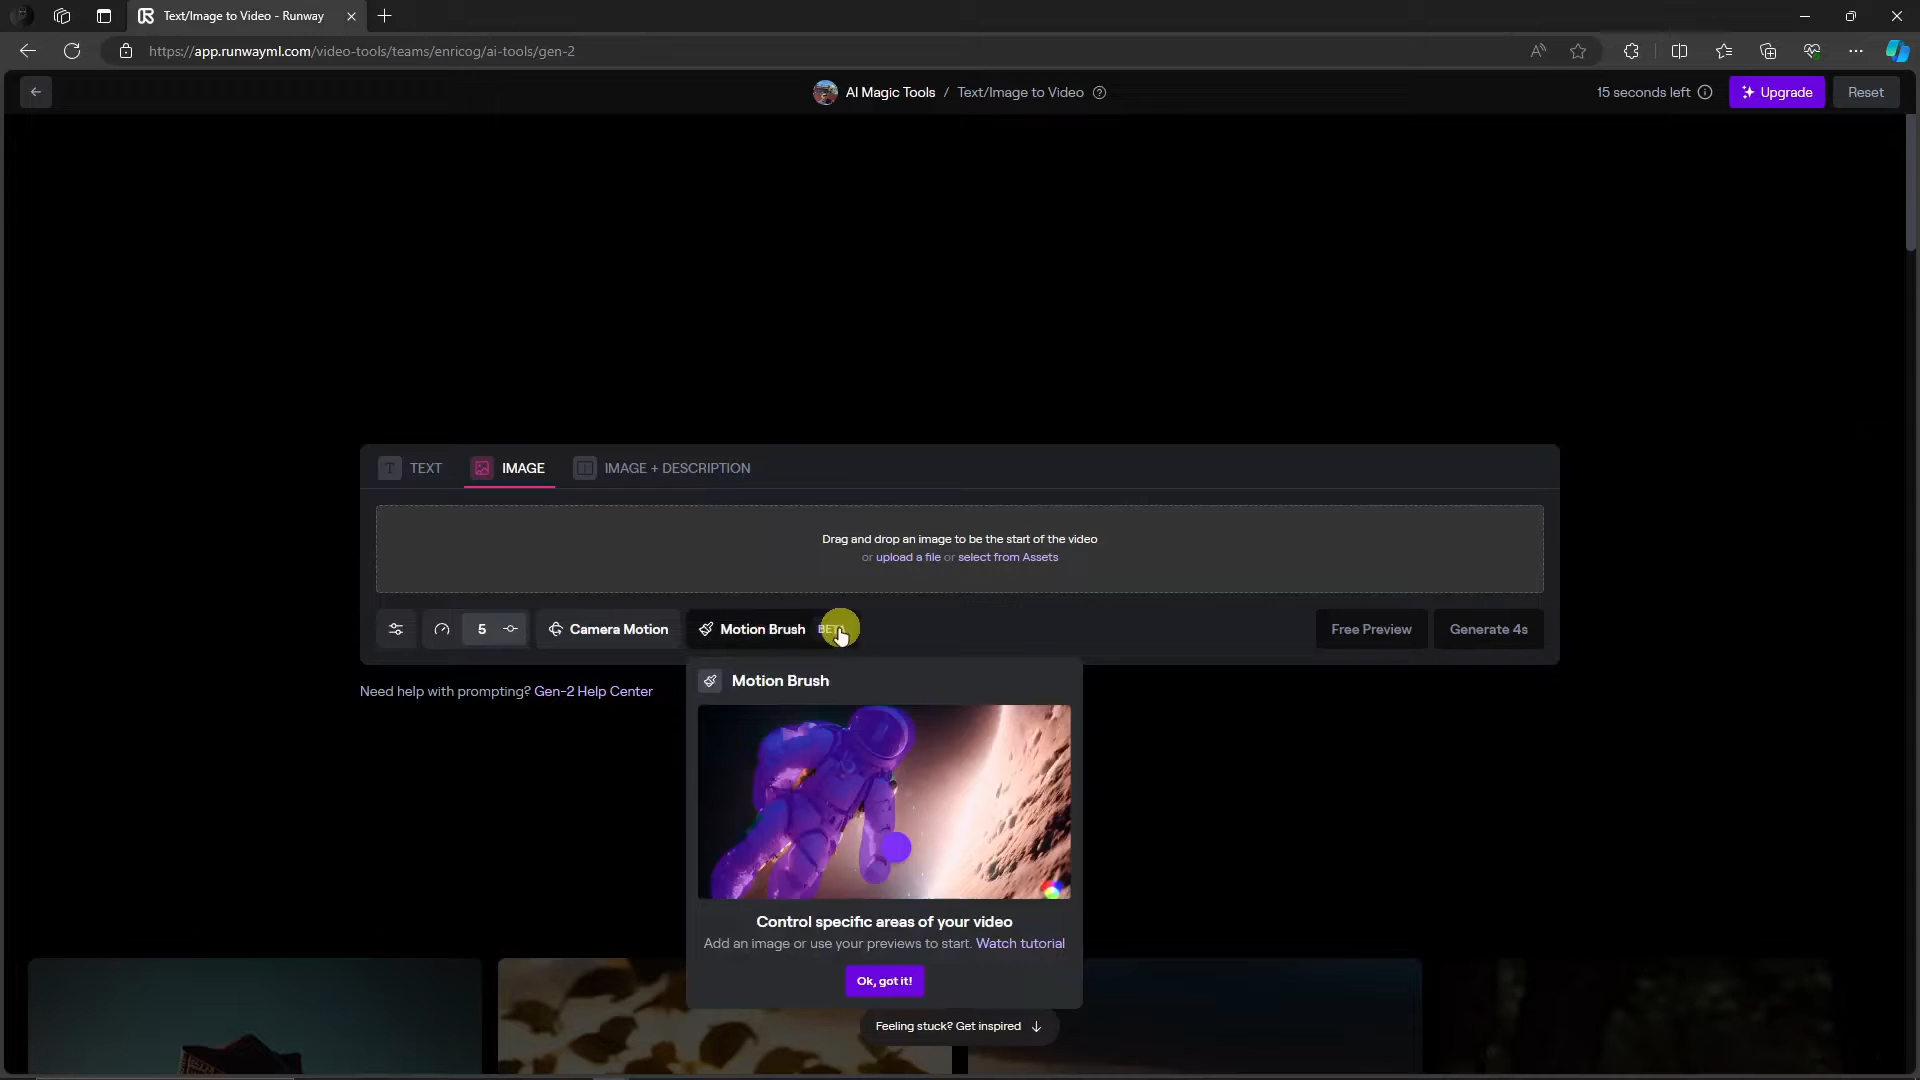 Text/Image to Video - Runway
https://app.runwayml.com/video-tools/teams/enricog/ai-tools/gen-2
AI Magic Tools / Text/Image to Video
15 seconds left
Upgrade
Reset
TEXT
IMAGE
IMAGE + DESCRIPTION
Drag and drop an image to be the start of the video
or upload a file or select from Assets
5
Camera Motion
Motion Brush
BETA
Free Preview
Generate 4s
Need help with prompting? Gen-2 Help Center
Motion Brush
Control specific areas of your video
Add an image or use your previews to start. Watch tutorial
Ok, got it!
Feeling stuck? Get inspired